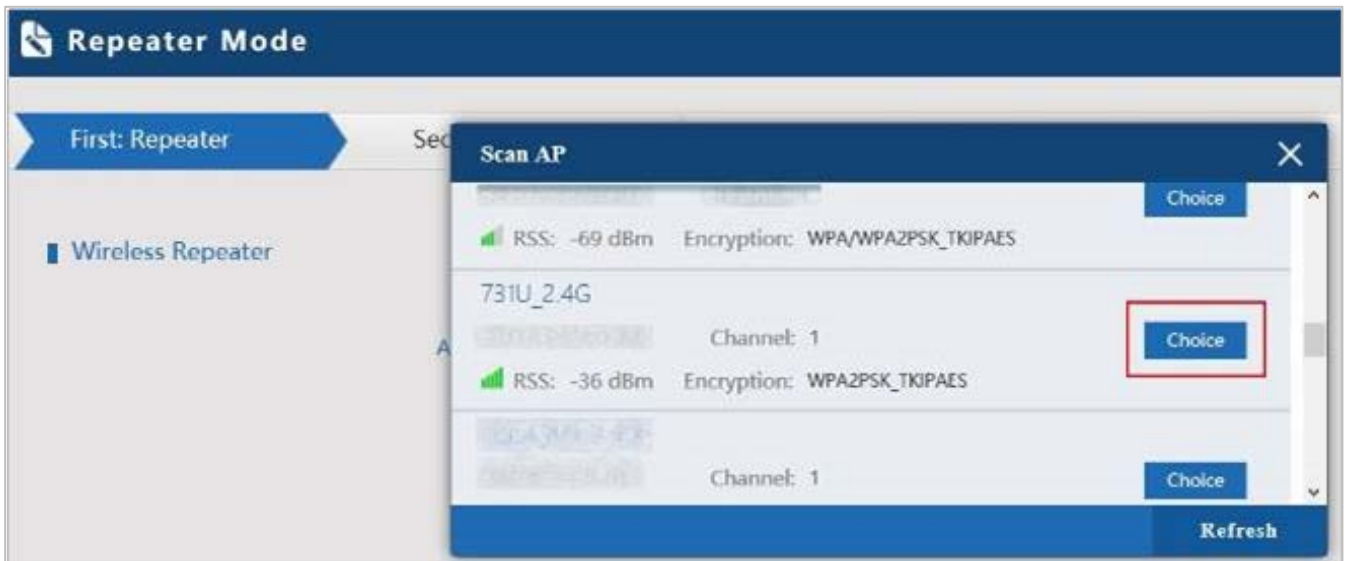 Repeater Mode
First: Repeater
Sec
Scan AP
Choice
RSS: -69 dBm Encryption: WPA/WPA2PSK_TKIPAES
Wireless Repeater
731U_2.4G
A
Channel: 1
Choice
RSS: -36 dBm Encryption: WPA2PSK_TKIPAES
Channel: 1
Choice
Refresh